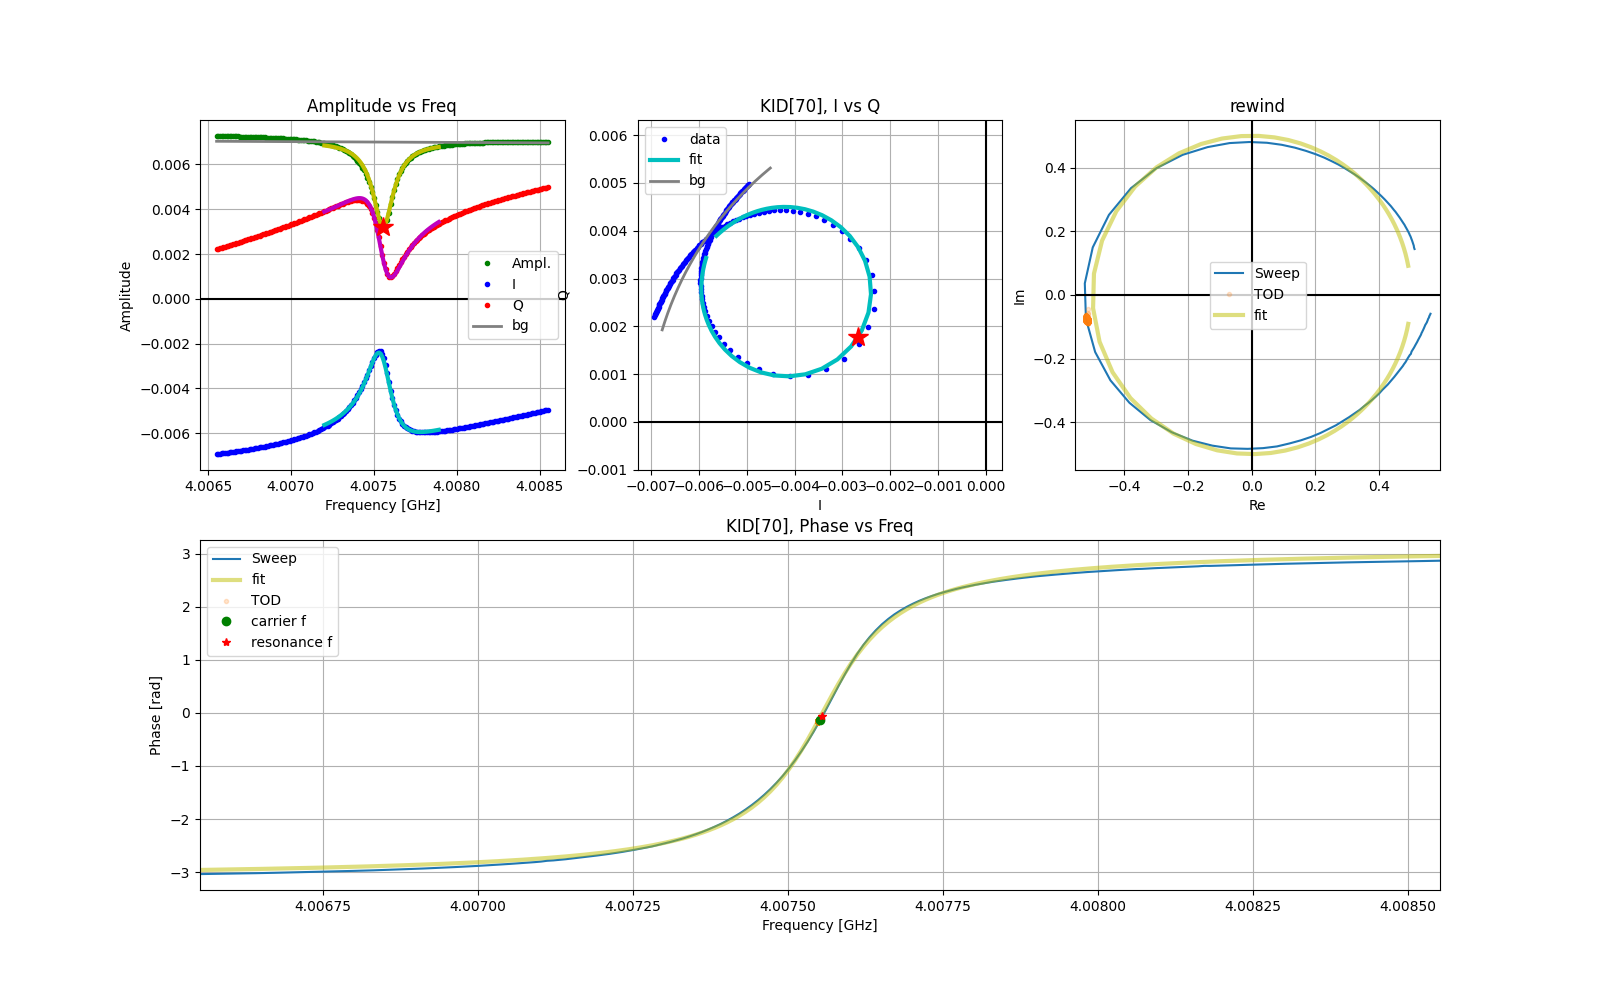 Amplitude vs Freq
Amplitude
0.006
0.004
0.002
0.000
−0.002
−0.004
−0.006
Ampl.
I
Q
bg
4.0065 4.0070 4.0075 4.0080 4.0085
Frequency [GHz]
KID[70], I vs Q
Q
0.006
0.005
0.004
0.003
0.002
0.001
0.000
−0.001
data
fit
bg
−0.007 −0.006 −0.005 −0.004 −0.003 −0.002 −0.001 0.000
I
rewind
Im
0.4
0.2
0.0
−0.2
−0.4
Sweep
TOD
fit
−0.4 −0.2 0.0 0.2 0.4
Re
KID[70], Phase vs Freq
Phase [rad]
3
2
1
0
−1
−2
−3
Sweep
fit
TOD
carrier f
resonance f
4.00675 4.00700 4.00725 4.00750 4.00775 4.00800 4.00825 4.00850
Frequency [GHz]